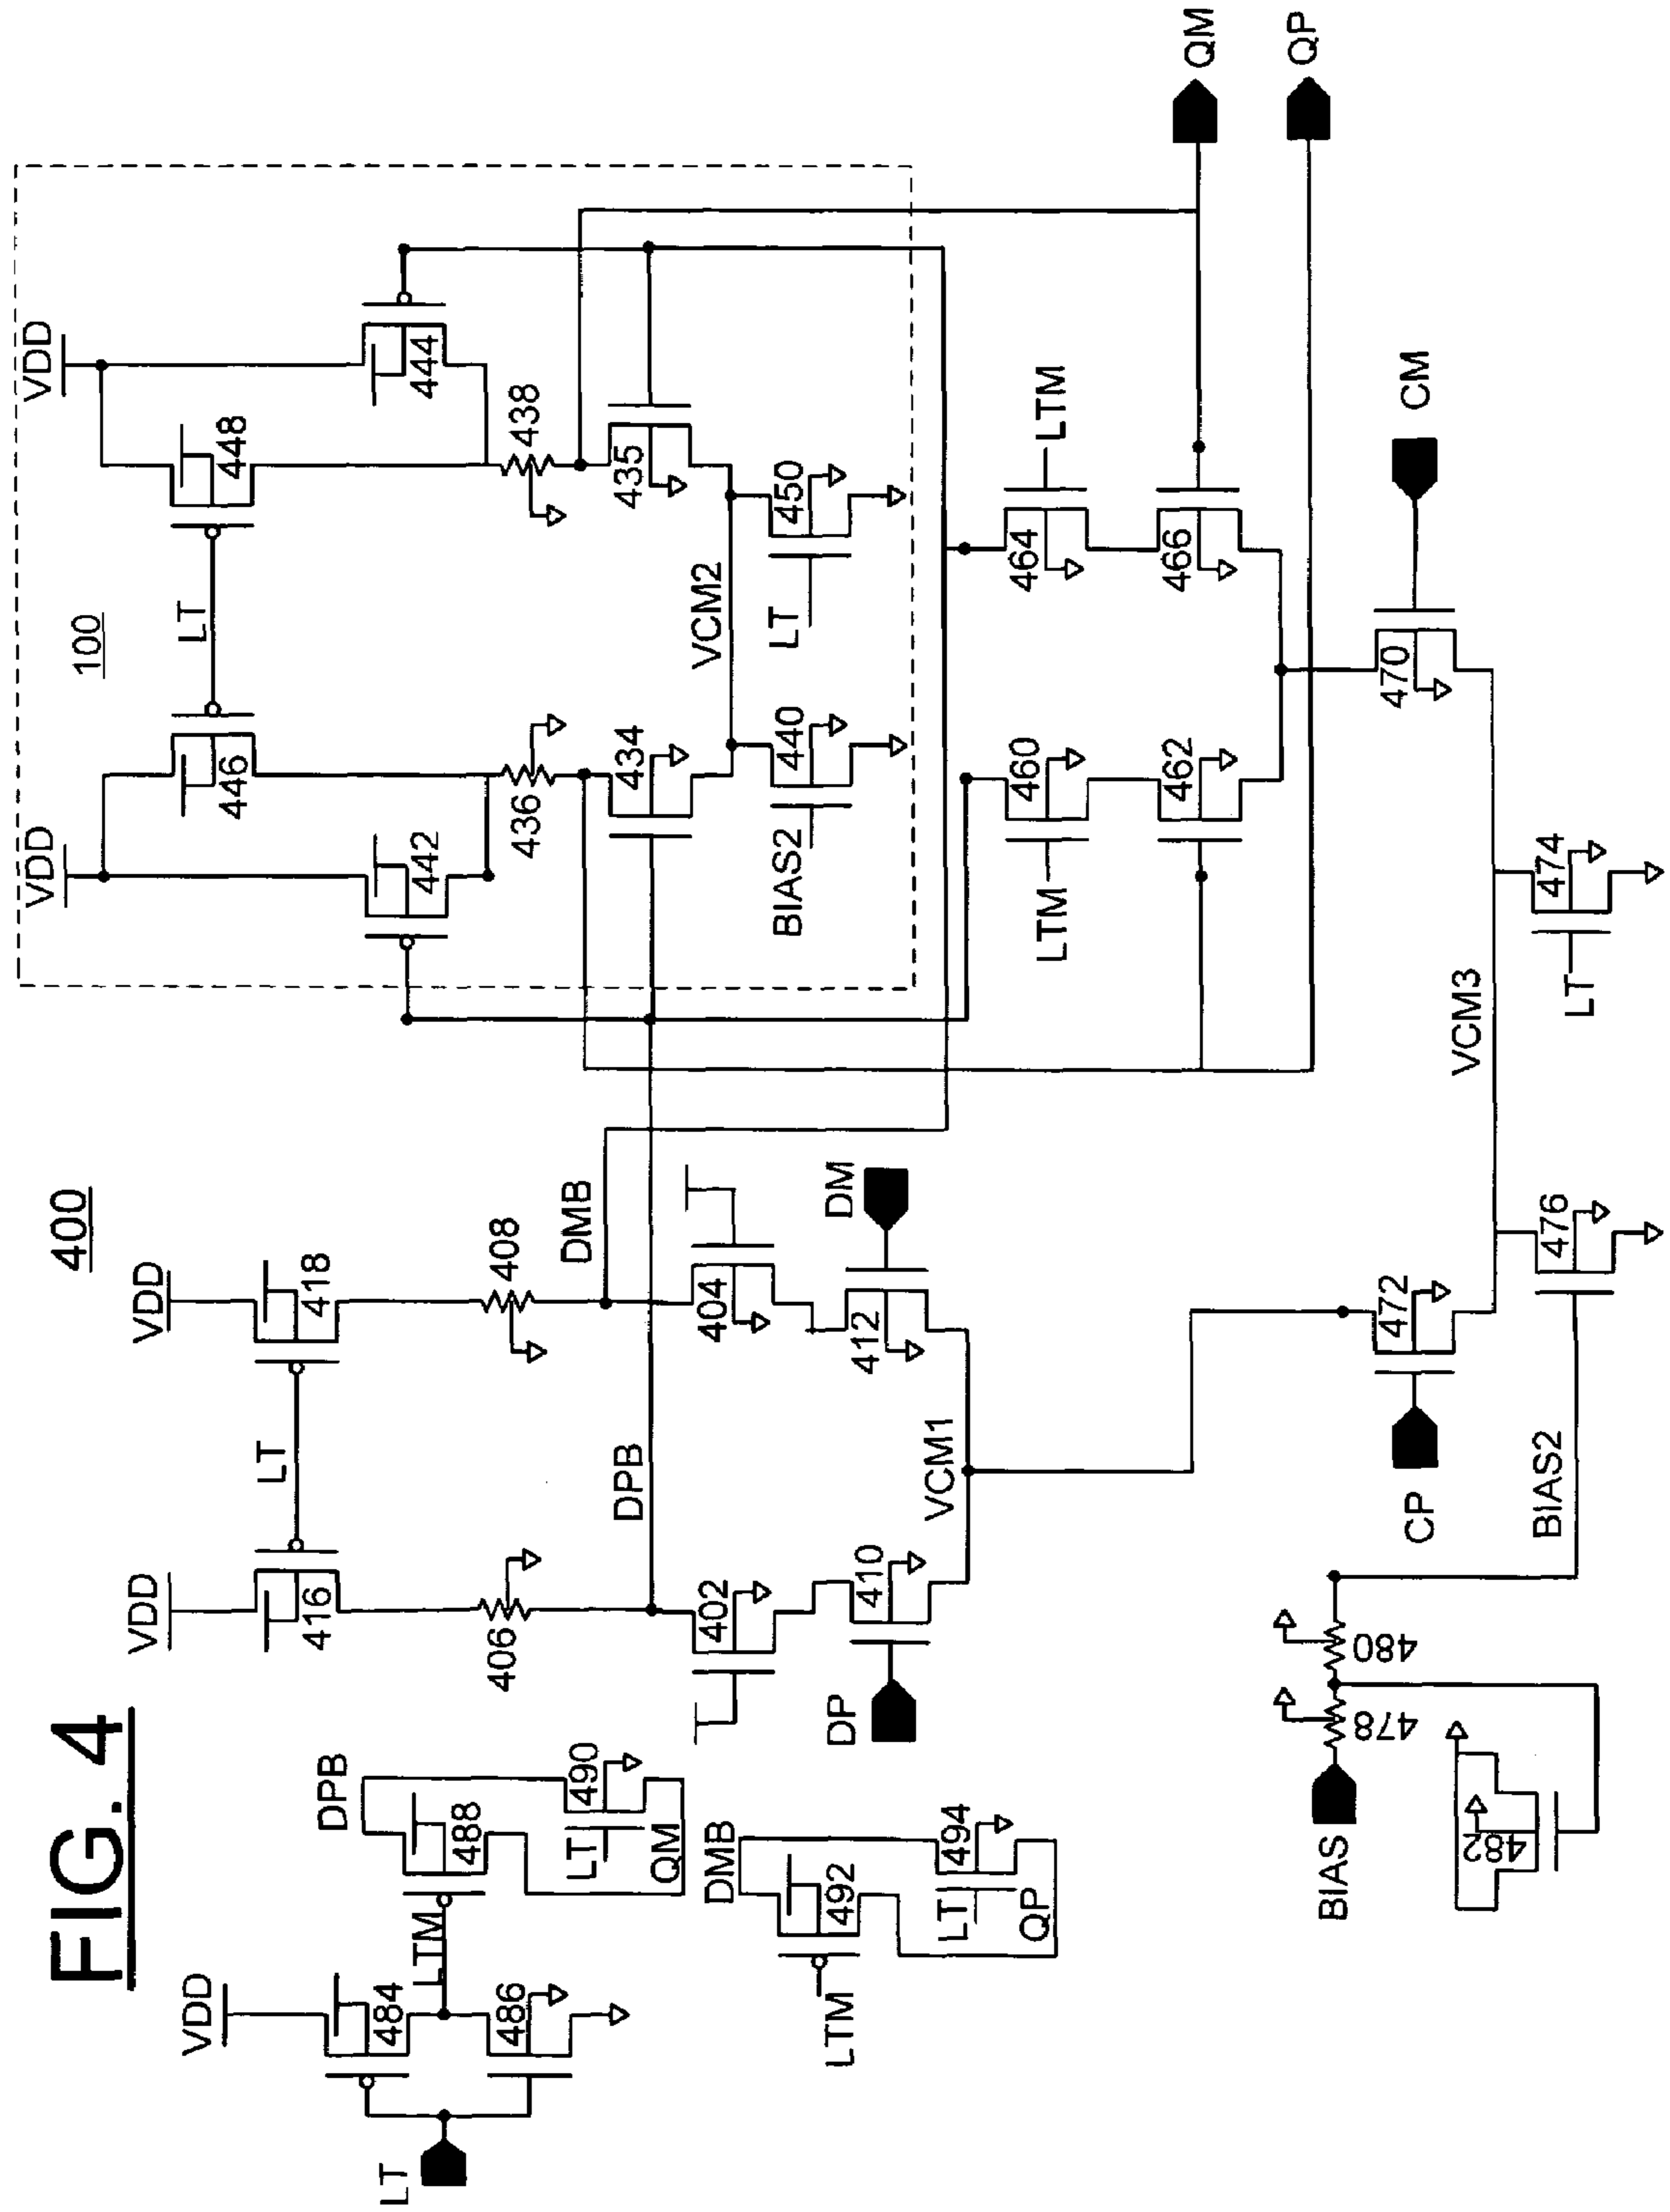 FIG. 4
400
100
VDD
VDD
VDD
VDD
VDD
LT
LT
416
418
446
448
442
444
406
408
436
438
DPB
DMB
402
404
434
435
DP
410
412
DM
VCM1
VCM2
BIAS2
440
LT
450
LT
484
486
LTM
DPB
488
LT
490
QM
LTM
DMB
492
LT
494
QP
LTM
460
464
LTM
462
466
QM
QP
CP
472
470
CM
VCM3
BIAS
478
480
482
BIAS2
476
LT
474